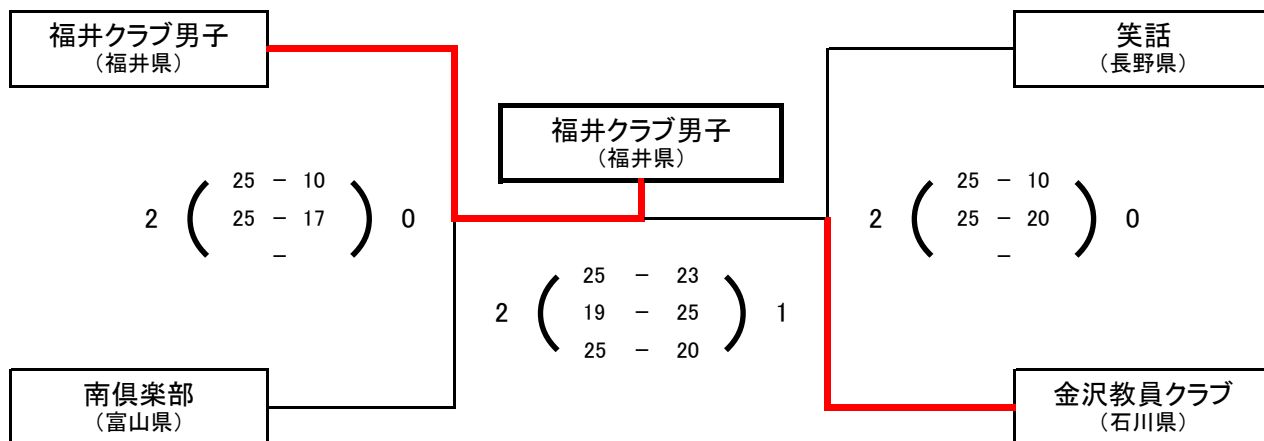 福井クラブ男子
（福井県）
笑話
（長野県）
福井クラブ男子
（福井県）
25 － 10
2 ( 25 － 17 ) 0
－
25 － 10
2 ( 25 － 20 ) 0
－
25 － 23
2 ( 19 － 25 ) 1
25 － 20
南倶楽部
（富山県）
金沢教員クラブ
（石川県）